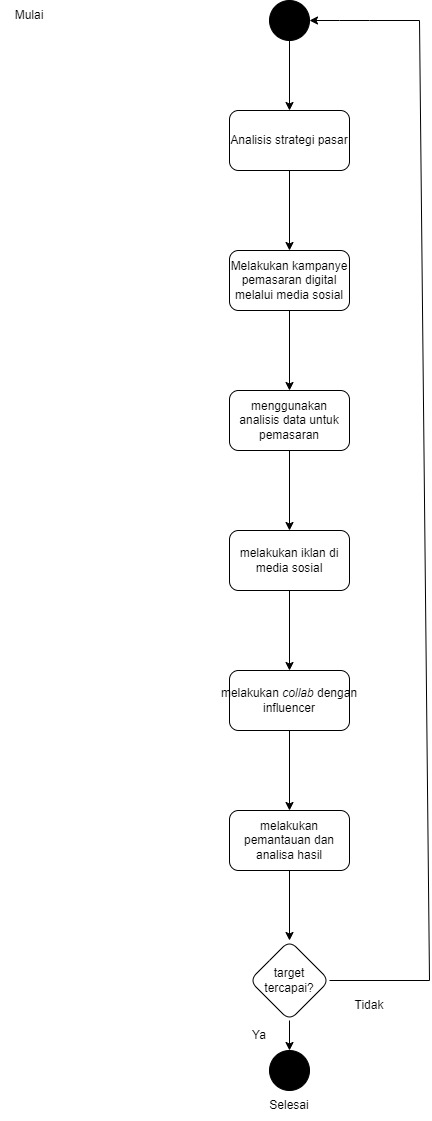 Mulai
Analisis strategi pasar
Melakukan kampanye
pemasaran digital
melalui media sosial
menggunakan
analisis data untuk
pemasaran
melakukan iklan di
media sosial
melakukan collab dengan
influencer
melakukan
pemantauan dan
analisa hasil
target
tercapai?
Tidak
Ya
Selesai